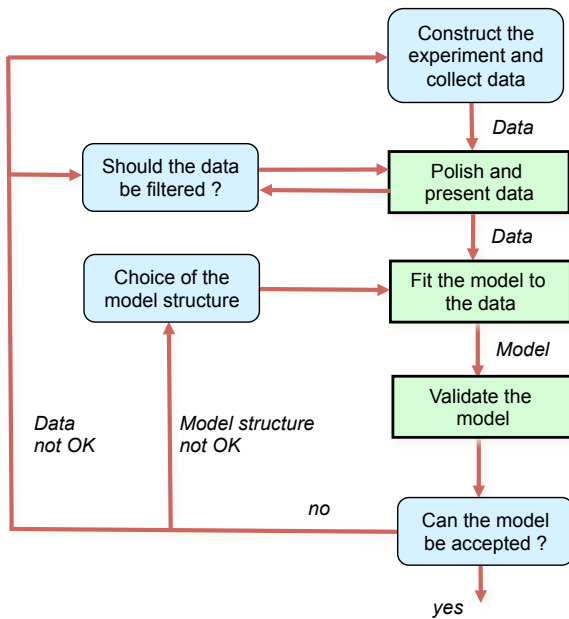 Construct the
experiment and
collect data
Data
Should the data
be filtered ?
Polish and
present data
Data
Choice of the
model structure
Fit the model to
the data
Model
Validate the
model
Data
not OK
Model structure
not OK
no
Can the model
be accepted ?
yes